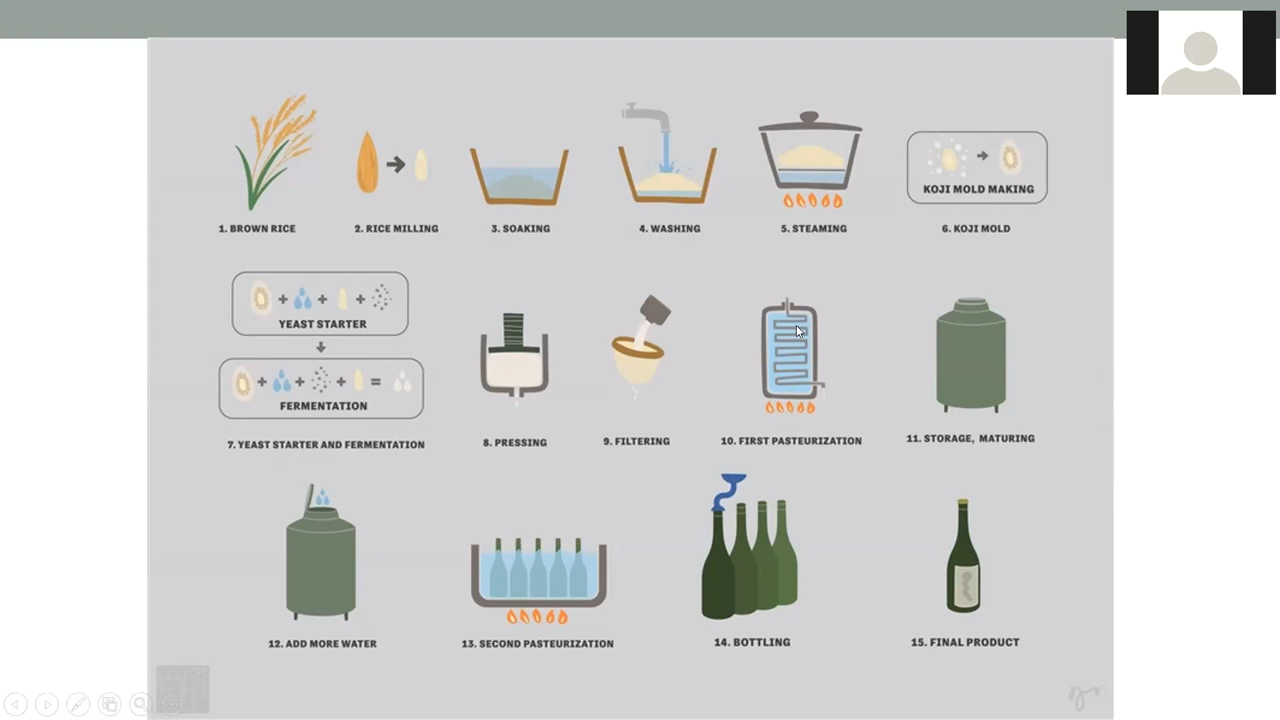 1. BROWN RICE
2. RICE MILLING
3. SOAKING
4. WASHING
5. STEAMING
KOJI MOLD MAKING
6. KOJI MOLD
YEAST STARTER
FERMENTATION
7. YEAST STARTER AND FERMENTATION
8. PRESSING
9. FILTERING
10. FIRST PASTEURIZATION
11. STORAGE, MATURING
12. ADD MORE WATER
13. SECOND PASTEURIZATION
14. BOTTLING
15. FINAL PRODUCT